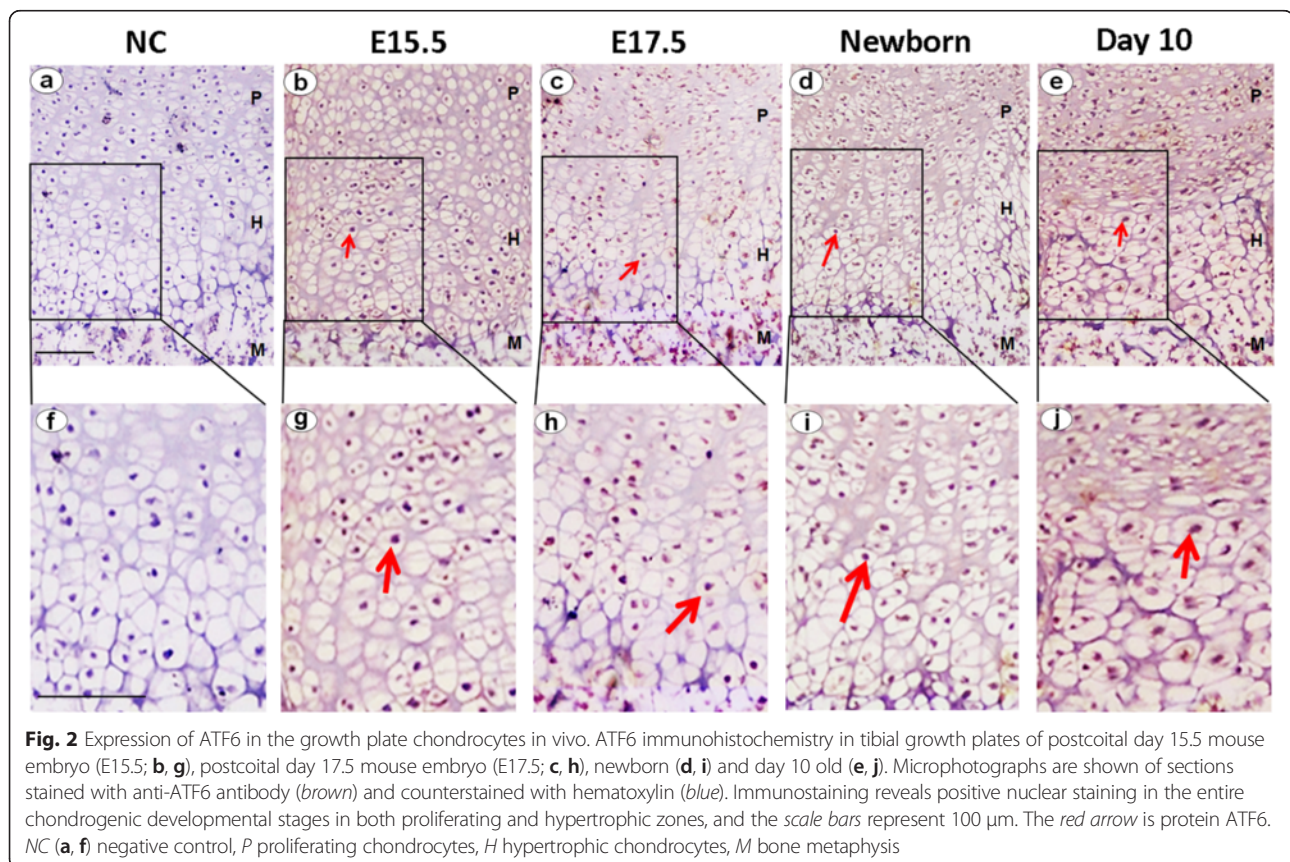 NC E15.5 E17.5 Newborn Day 10
a b c d e
P P P P P
H H H H H
M M M M M
f g h i j
Fig. 2 Expression of ATF6 in the growth plate chondrocytes in vivo. ATF6 immunohistochemistry in tibial growth plates of postcoital day 15.5 mouse
embryo (E15.5; b, g), postcoital day 17.5 mouse embryo (E17.5; c, h), newborn (d, i) and day 10 old (e, j). Microphotographs are shown of sections
stained with anti-ATF6 antibody (brown) and counterstained with hematoxylin (blue). Immunostaining reveals positive nuclear staining in the entire
chondrogenic developmental stages in both proliferating and hypertrophic zones, and the scale bars represent 100 μm. The red arrow is protein ATF6.
NC (a, f) negative control, P proliferating chondrocytes, H hypertrophic chondrocytes, M bone metaphysis